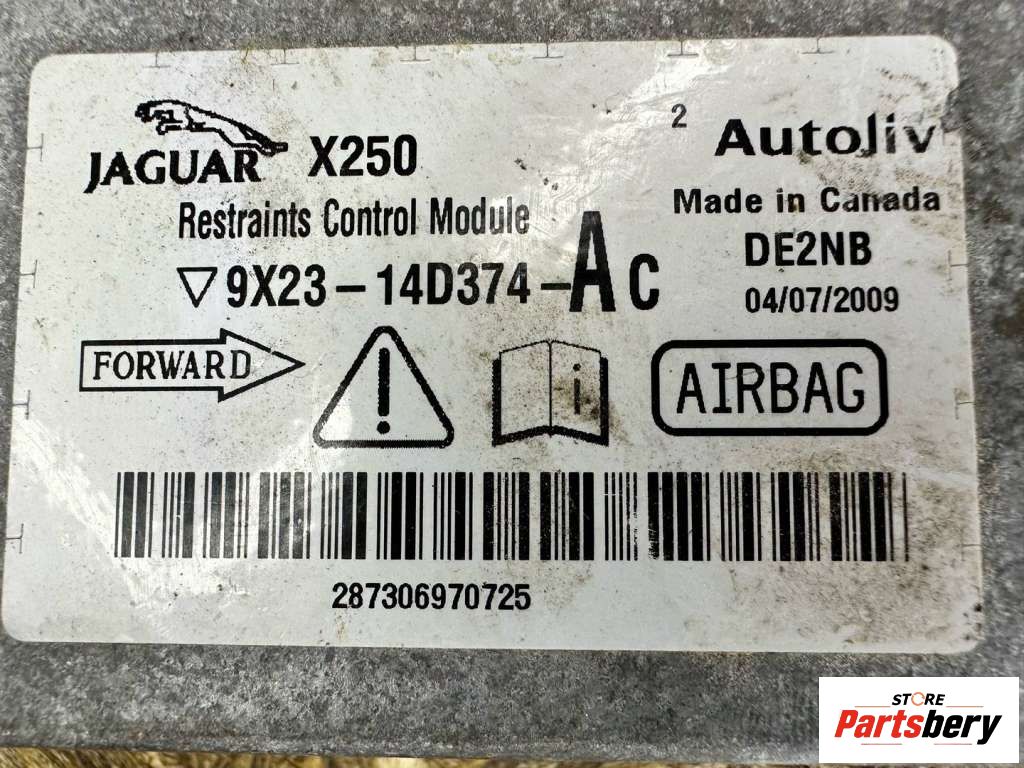 JAGUAR X250
Restraints Control Module
▽9X23-14D374-Ac
2
Autoliv
Made in Canada
DE2NB
04/07/2009
FORWARD
!
i
AIRBAG
287306970725
STORE
Partsbery